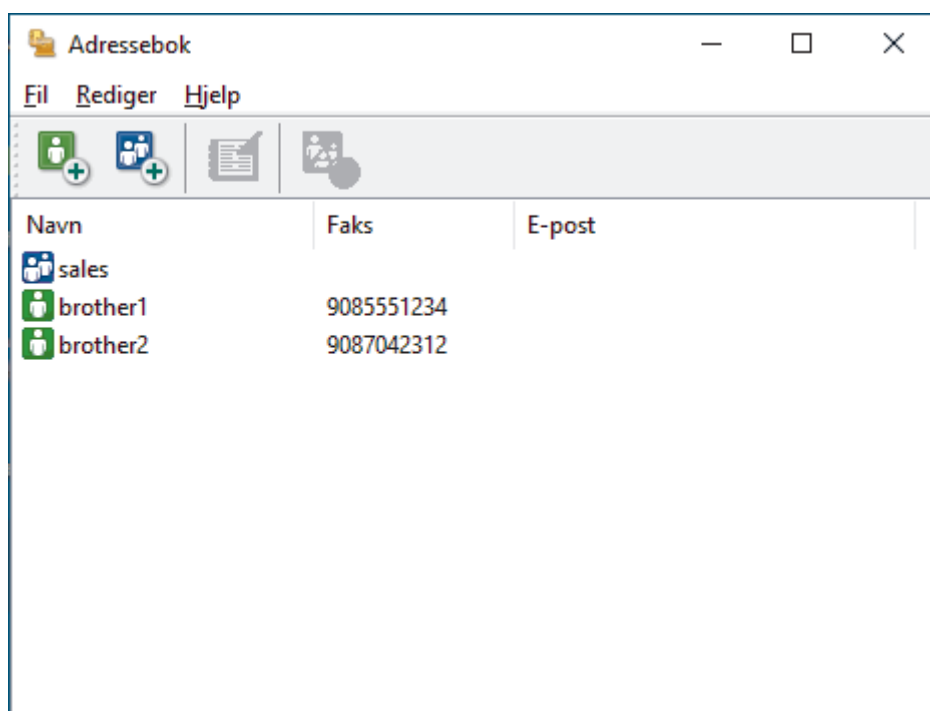 Adressebok
Fil Rediger Hjelp
Navn Faks E-post
sales
brother1 9085551234
brother2 9087042312